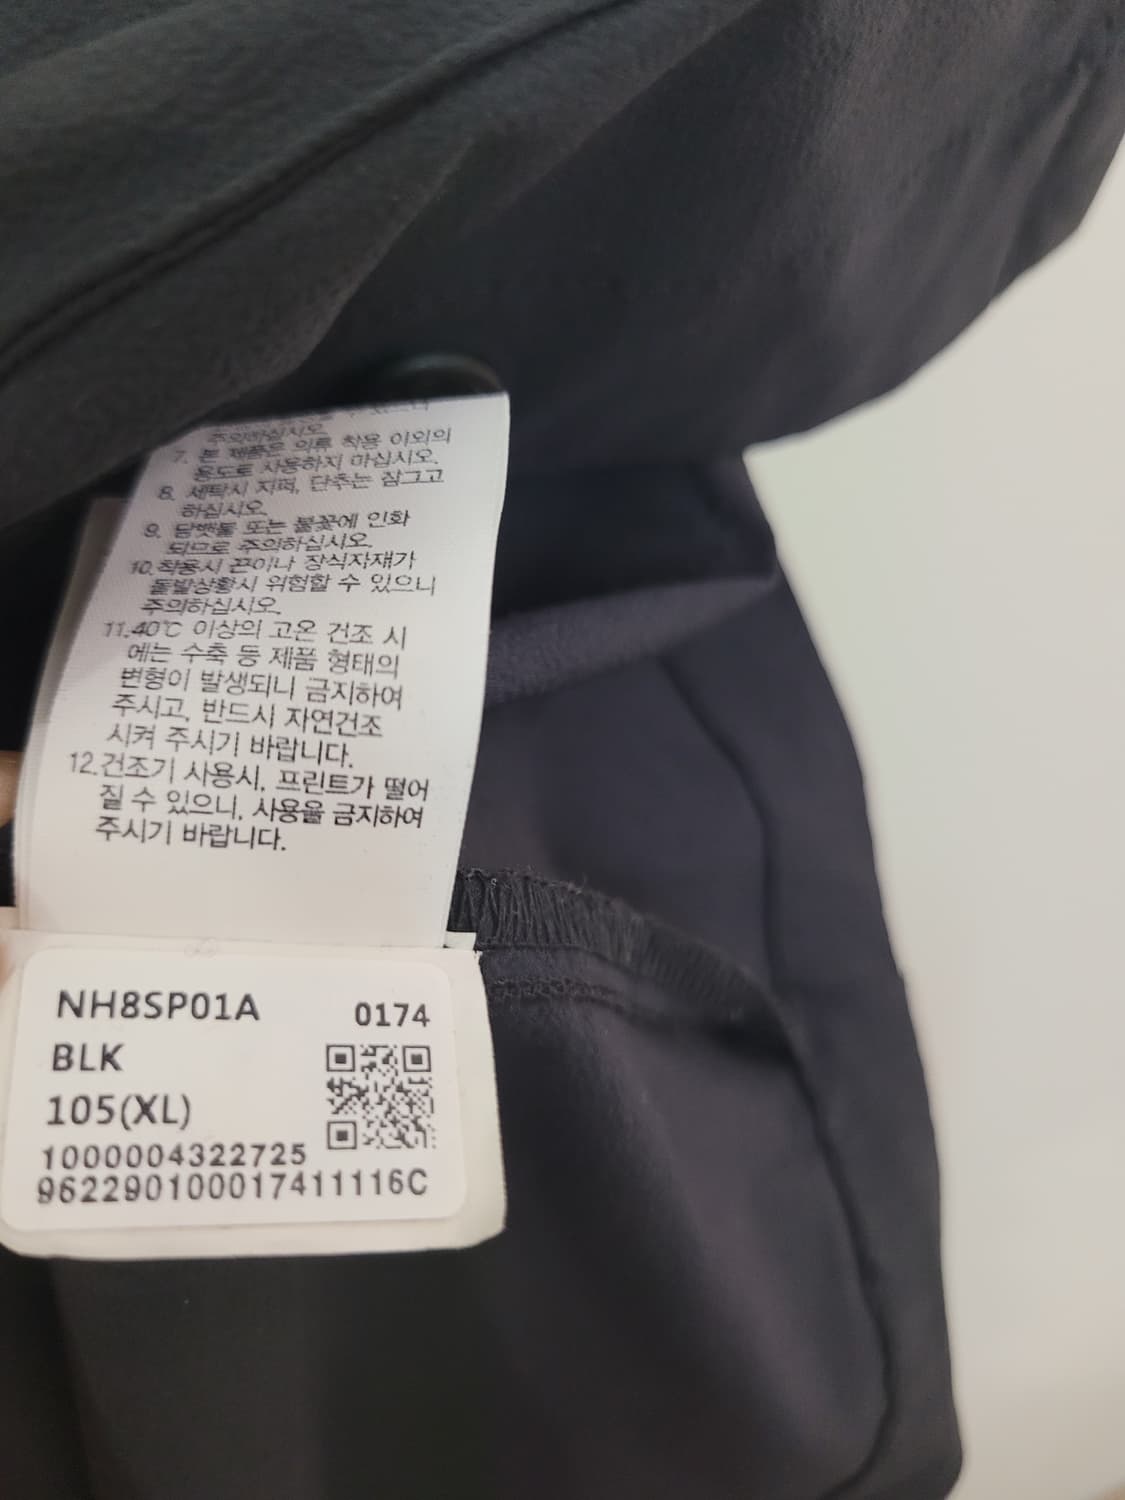 주의하십시오.
7. 본 제품은 의류 착용 이외의
용도로 사용하지 마십시오.
8. 세탁시 지퍼, 단추는 잠그고
하십시오.
9. 담뱃불 또는 불꽃에 인화
되므로 주의하십시오.
10.착용시 끈이나 장식자재가
돌발상황시 위험할 수 있으니
주의하십시오.
11.40℃ 이상의 고온 건조 시
에는 수축 등 제품 형태의
변형이 발생되니 금지하여
주시고, 반드시 자연건조
시켜 주시기 바랍니다.
12.건조기 사용시, 프린트가 떨어
질 수 있으니, 사용을 금지하여
주시기 바랍니다.
NH8SP01A
0174
BLK
105(XL)
1000004322725
962290100017411116C